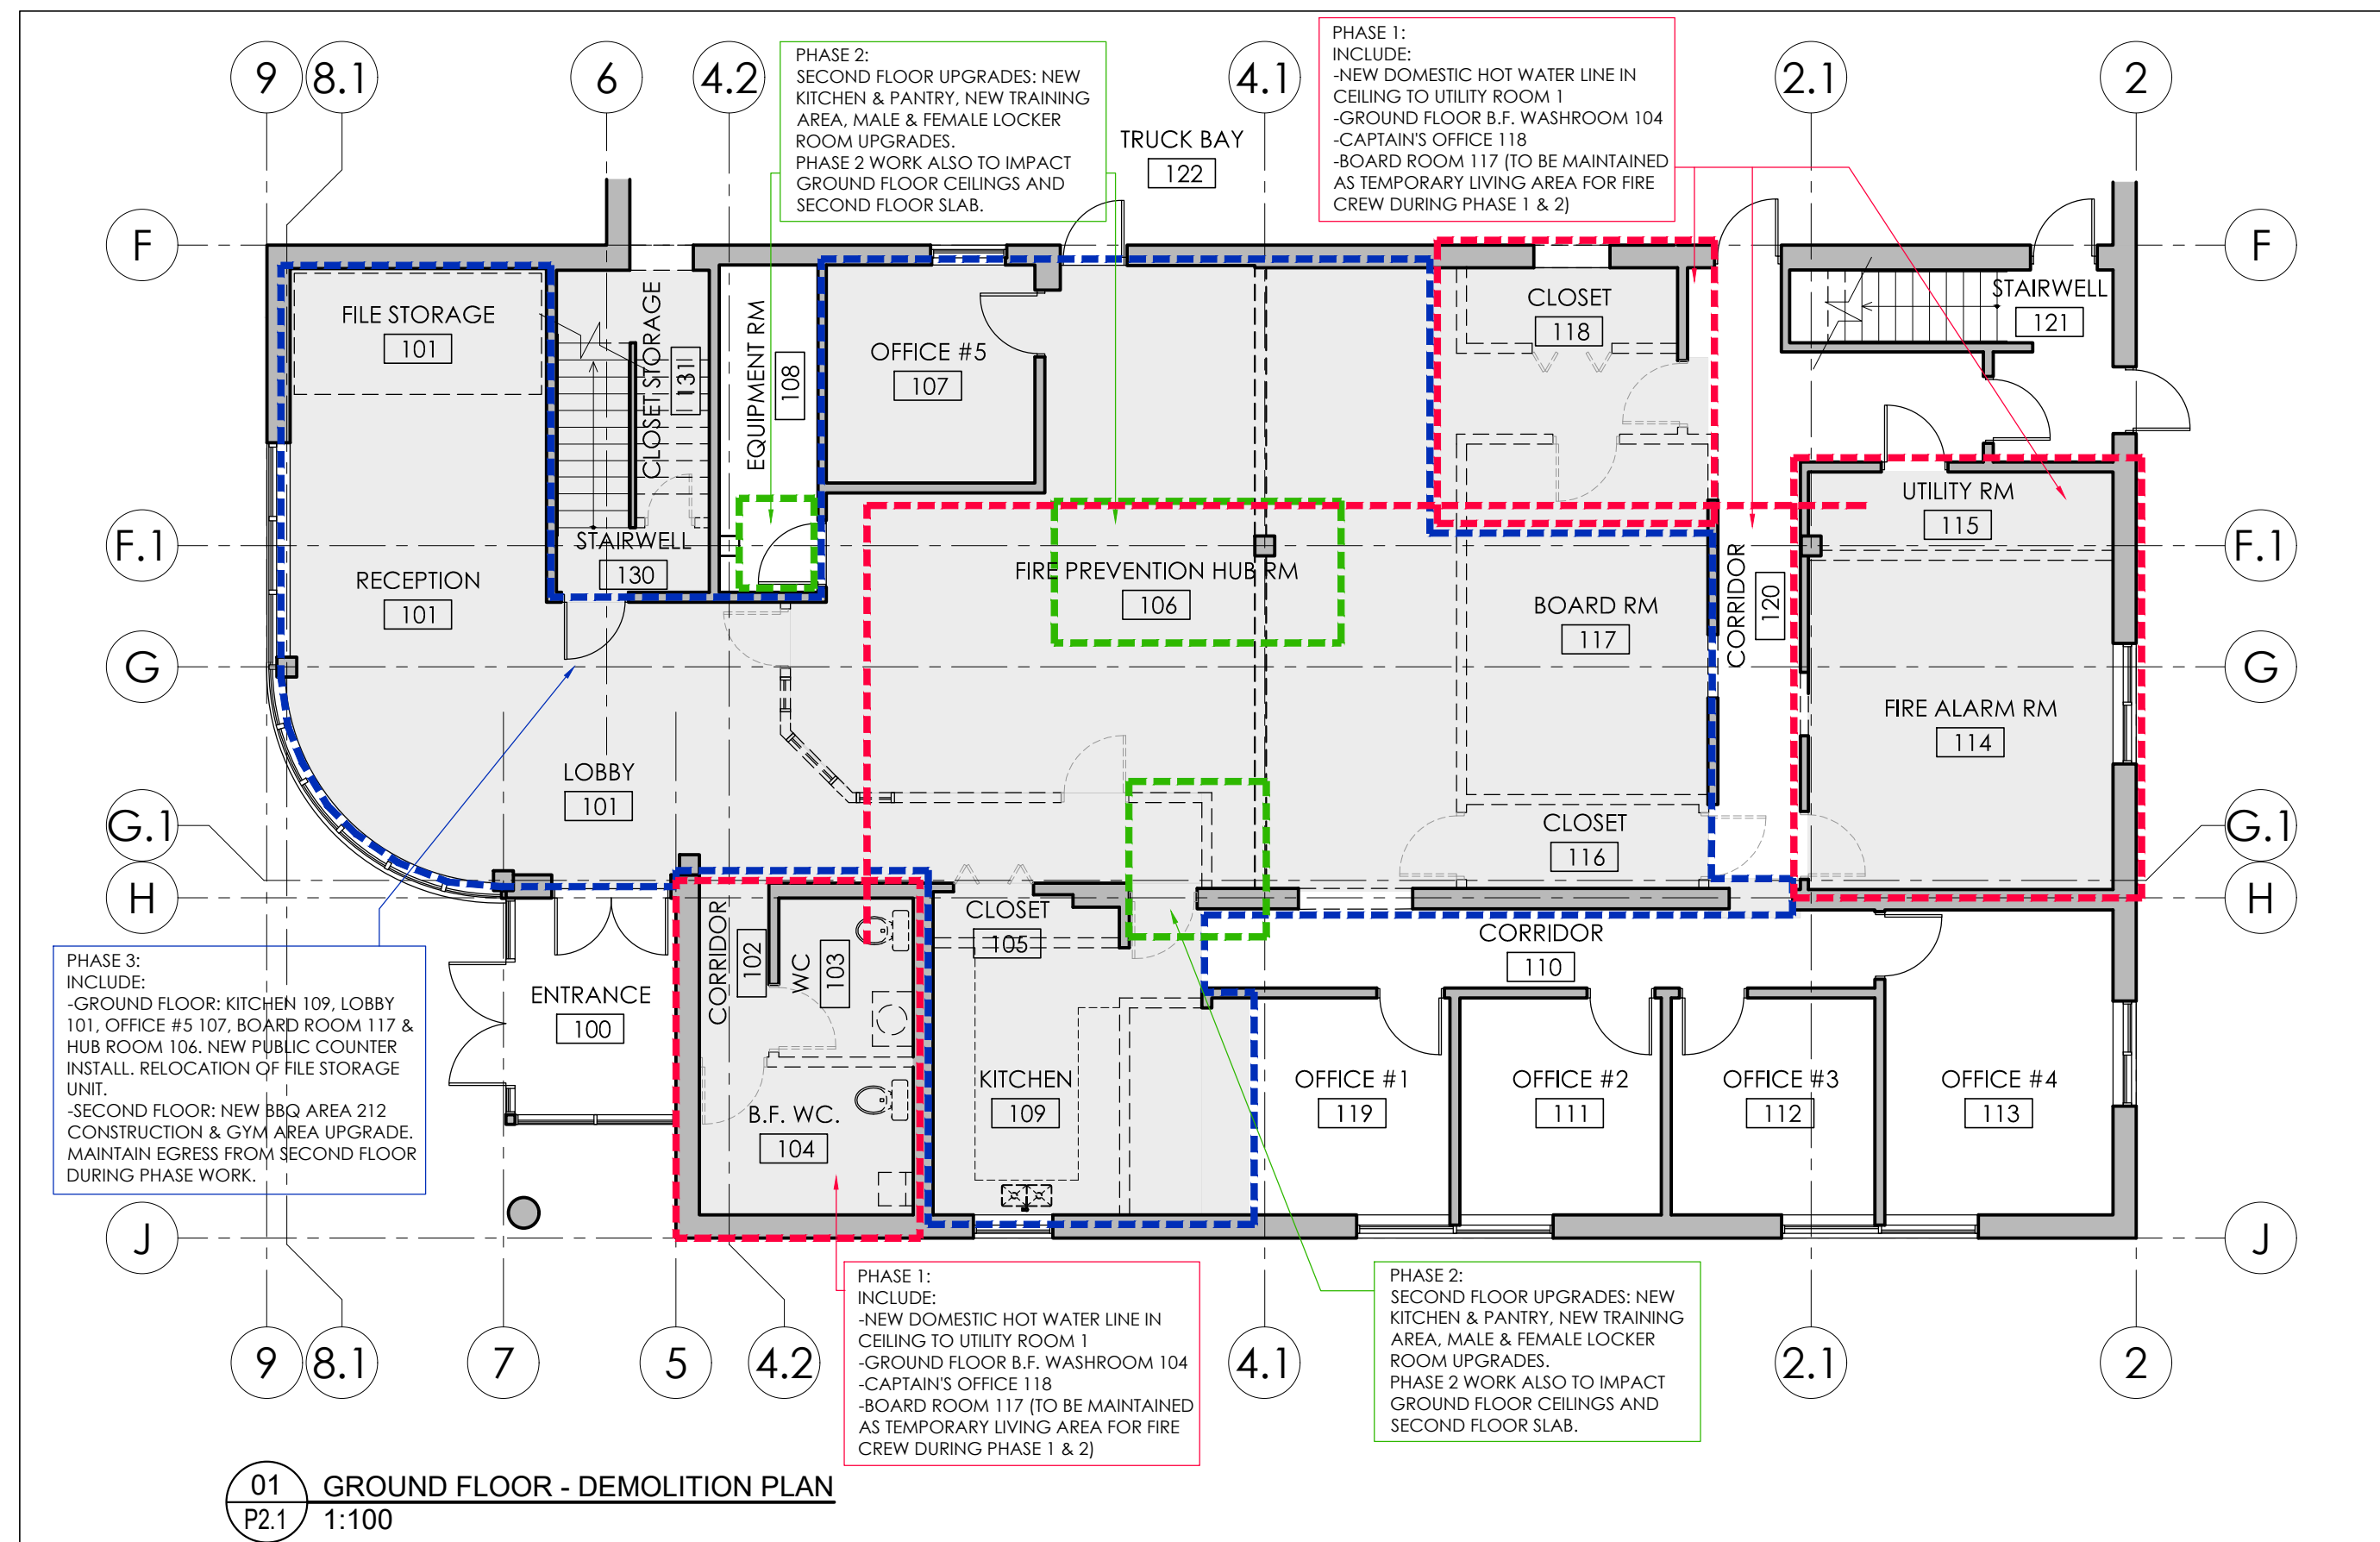 9
8.1
6
4.2
4.1
2.1
2
PHASE 2:
SECOND FLOOR UPGRADES: NEW
KITCHEN & PANTRY, NEW TRAINING
AREA, MALE & FEMALE LOCKER
ROOM UPGRADES.
PHASE 2 WORK ALSO TO IMPACT
GROUND FLOOR CEILINGS AND
SECOND FLOOR SLAB.
TRUCK BAY
122
PHASE 1:
INCLUDE:
-NEW DOMESTIC HOT WATER LINE IN
CEILING TO UTILITY ROOM 1
-GROUND FLOOR B.F. WASHROOM 104
-CAPTAIN'S OFFICE 118
-BOARD ROOM 117 (TO BE MAINTAINED
AS TEMPORARY LIVING AREA FOR FIRE
CREW DURING PHASE 1 & 2)
F
F
FILE STORAGE
101
CLOSET STORAGE
131
EQUIPMENT RM
108
OFFICE #5
107
CLOSET
118
STAIRWELL
121
UTILITY RM
115
F.1
F.1
STAIRWELL
130
RECEPTION
101
FIRE PREVENTION HUB RM
106
BOARD RM
117
CORRIDOR
120
G
G
FIRE ALARM RM
114
LOBBY
101
G.1
G.1
CLOSET
116
H
H
CLOSET
105
CORRIDOR
102
WC
103
CORRIDOR
110
PHASE 3:
INCLUDE:
-GROUND FLOOR: KITCHEN 109, LOBBY
101, OFFICE #5 107, BOARD ROOM 117 &
HUB ROOM 106. NEW PUBLIC COUNTER
INSTALL. RELOCATION OF FILE STORAGE
UNIT.
-SECOND FLOOR: NEW BBQ AREA 212
CONSTRUCTION & GYM AREA UPGRADE.
MAINTAIN EGRESS FROM SECOND FLOOR
DURING PHASE WORK.
ENTRANCE
100
B.F. WC.
104
KITCHEN
109
OFFICE #1
119
OFFICE #2
111
OFFICE #3
112
OFFICE #4
113
J
J
PHASE 1:
INCLUDE:
-NEW DOMESTIC HOT WATER LINE IN
CEILING TO UTILITY ROOM 1
-GROUND FLOOR B.F. WASHROOM 104
-CAPTAIN'S OFFICE 118
-BOARD ROOM 117 (TO BE MAINTAINED
AS TEMPORARY LIVING AREA FOR FIRE
CREW DURING PHASE 1 & 2)
PHASE 2:
SECOND FLOOR UPGRADES: NEW
KITCHEN & PANTRY, NEW TRAINING
AREA, MALE & FEMALE LOCKER
ROOM UPGRADES.
PHASE 2 WORK ALSO TO IMPACT
GROUND FLOOR CEILINGS AND
SECOND FLOOR SLAB.
9
8.1
7
5
4.2
4.1
2.1
2
01
P2.1
GROUND FLOOR - DEMOLITION PLAN
1:100